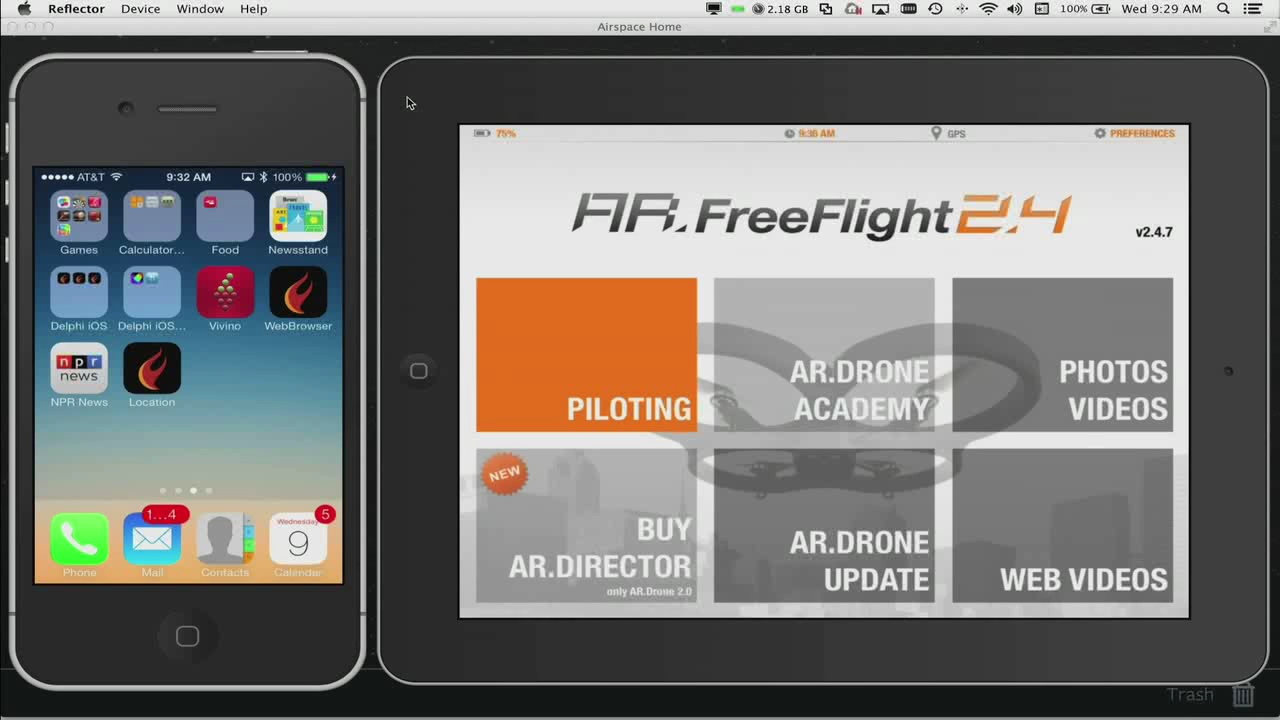 Reflector Device Window Help
2.18 GB 100% Wed 9:29 AM
Airspace Home
AT&T 9:32 AM 100%
Games Calculator... Food Newsstand
Delphi iOS Delphi iOS... Vivino WebBrowser
npr
news
NPR News Location
1...4 5
Wednesday
9
Phone Mail Contacts Calendar
75% 9:36 AM GPS PREFERENCES
AR.FreeFlight 2.4
v2.4.7
PILOTING
AR.DRONE
ACADEMY
PHOTOS
VIDEOS
NEW
BUY
AR.DIRECTOR
only AR.Drone 2.0
AR.DRONE
UPDATE
WEB VIDEOS
Trash